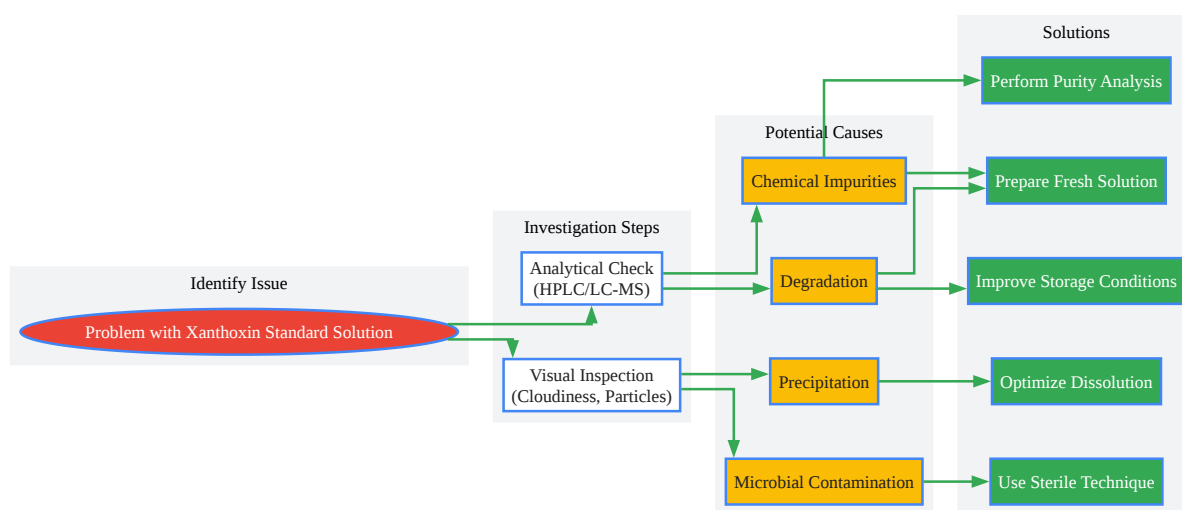 Solutions
Perform Purity Analysis
Potential Causes
Chemical Impurities
Prepare Fresh Solution
Investigation Steps
Analytical Check
(HPLC/LC-MS)
Degradation
Improve Storage Conditions
Identify Issue
Problem with Xanthoxin Standard Solution
Visual Inspection
(Cloudiness, Particles)
Precipitation
Optimize Dissolution
Microbial Contamination
Use Sterile Technique